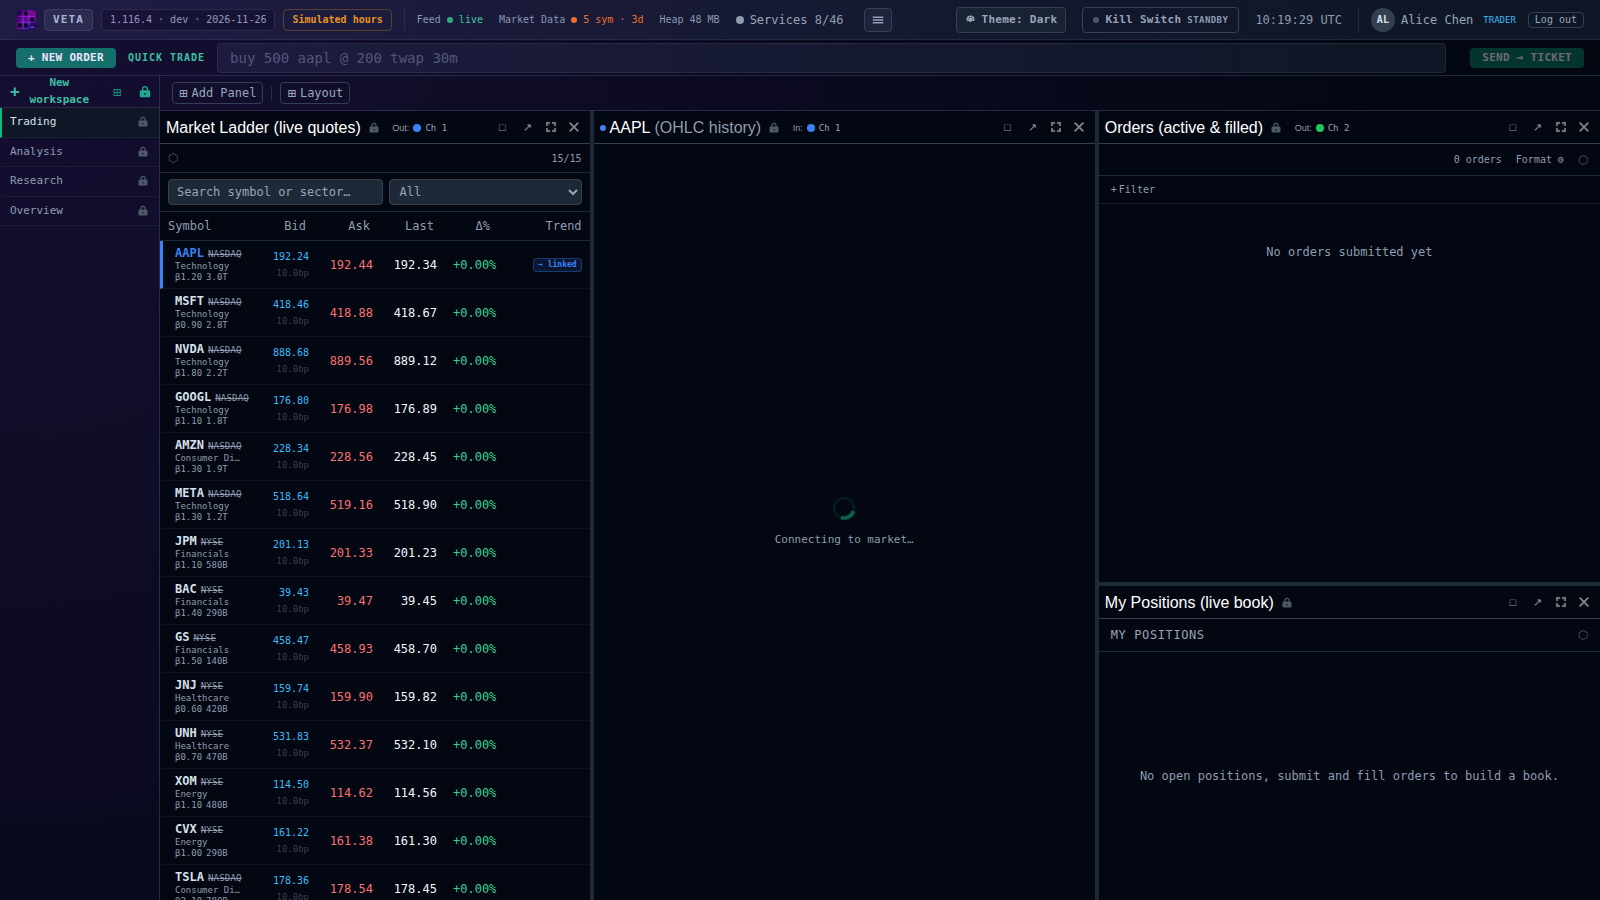 VETA 1.116.4 · dev · 2026-11-26 Simulated hours Feed live Market Data 5 sym · 3d Heap 48 MB Services 8/46 Theme: Dark Kill Switch STANDBY 10:19:29 UTC AL Alice Chen TRADER Log out
+ NEW ORDER QUICK TRADE buy 500 aapl @ 200 twap 30m SEND → TICKET
+ New workspace
Trading
Analysis
Research
Overview
Add Panel Layout
Market Ladder (live quotes) Out: Ch 1
15/15
Search symbol or sector… All
Symbol Bid Ask Last Δ% Trend
AAPL NASDAQ 192.24 192.44 192.34 +0.00% → linked
Technology 10.0bp
β1.20 3.0T
MSFT NASDAQ 418.46 418.88 418.67 +0.00%
Technology 10.0bp
β0.90 2.8T
NVDA NASDAQ 888.68 889.56 889.12 +0.00%
Technology 10.0bp
β1.80 2.2T
GOOGL NASDAQ 176.80 176.98 176.89 +0.00%
Technology 10.0bp
β1.10 1.8T
AMZN NASDAQ 228.34 228.56 228.45 +0.00%
Consumer Di… 10.0bp
β1.30 1.9T
META NASDAQ 518.64 519.16 518.90 +0.00%
Technology 10.0bp
β1.30 1.2T
JPM NYSE 201.13 201.33 201.23 +0.00%
Financials 10.0bp
β1.10 580B
BAC NYSE 39.43 39.47 39.45 +0.00%
Financials 10.0bp
β1.40 290B
GS NYSE 458.47 458.93 458.70 +0.00%
Financials 10.0bp
β1.50 140B
JNJ NYSE 159.74 159.90 159.82 +0.00%
Healthcare 10.0bp
β0.60 420B
UNH NYSE 531.83 532.37 532.10 +0.00%
Healthcare 10.0bp
β0.70 470B
XOM NYSE 114.50 114.62 114.56 +0.00%
Energy 10.0bp
β1.10 480B
CVX NYSE 161.22 161.38 161.30 +0.00%
Energy 10.0bp
β1.00 290B
TSLA NASDAQ 178.36 178.54 178.45 +0.00%
Consumer Di… 10.0bp
AAPL (OHLC history) In: Ch 1
Connecting to market…
Orders (active & filled) Out: Ch 2
0 orders Format
+ Filter
No orders submitted yet
My Positions (live book)
MY POSITIONS
No open positions, submit and fill orders to build a book.